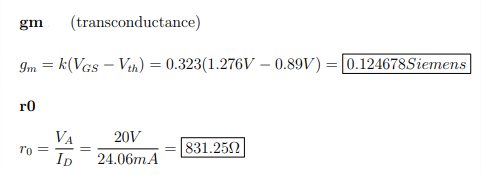 gm (transconductance)
g_m = k(V_GS − V_th) = 0.323(1.276V − 0.89V) = 0.124678Siemens
r0
r_0 = V_A / I_D = 20V / 24.06mA = 831.25Ω